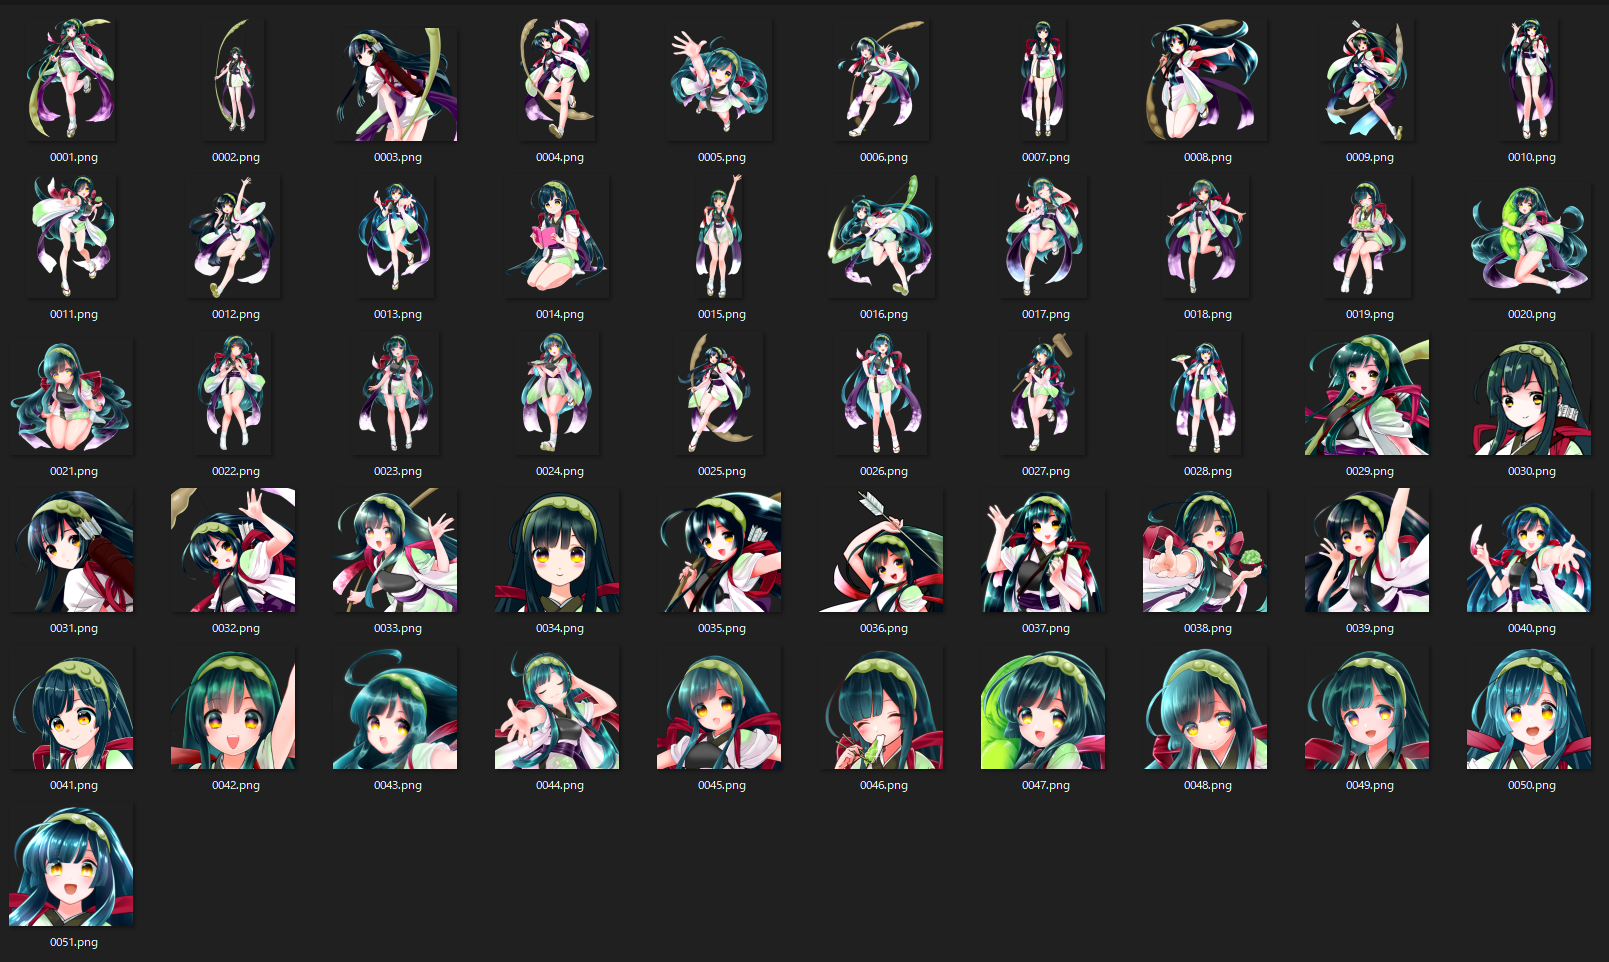 0001.png 0002.png 0003.png 0004.png 0005.png 0006.png 0007.png 0008.png 0009.png 0010.png
0011.png 0012.png 0013.png 0014.png 0015.png 0016.png 0017.png 0018.png 0019.png 0020.png
0021.png 0022.png 0023.png 0024.png 0025.png 0026.png 0027.png 0028.png 0029.png 0030.png
0031.png 0032.png 0033.png 0034.png 0035.png 0036.png 0037.png 0038.png 0039.png 0040.png
0041.png 0042.png 0043.png 0044.png 0045.png 0046.png 0047.png 0048.png 0049.png 0050.png
0051.png